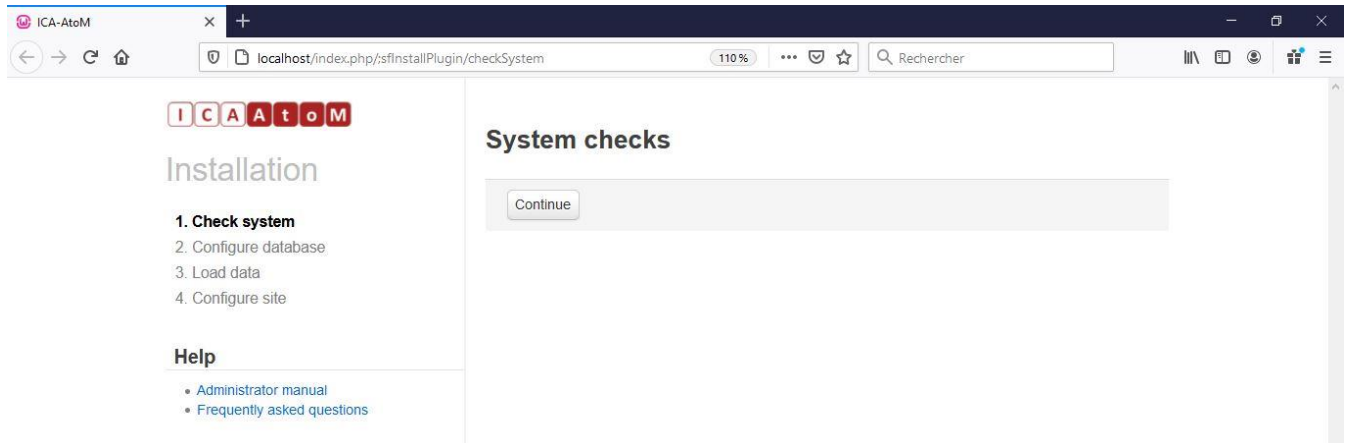 ICA-AtoM
localhost/index.php/;sfInstallPlugin/checkSystem
110 %
Rechercher
ICAAtoM
Installation
1. Check system
2. Configure database
3. Load data
4. Configure site
Help
Administrator manual
Frequently asked questions
System checks
Continue